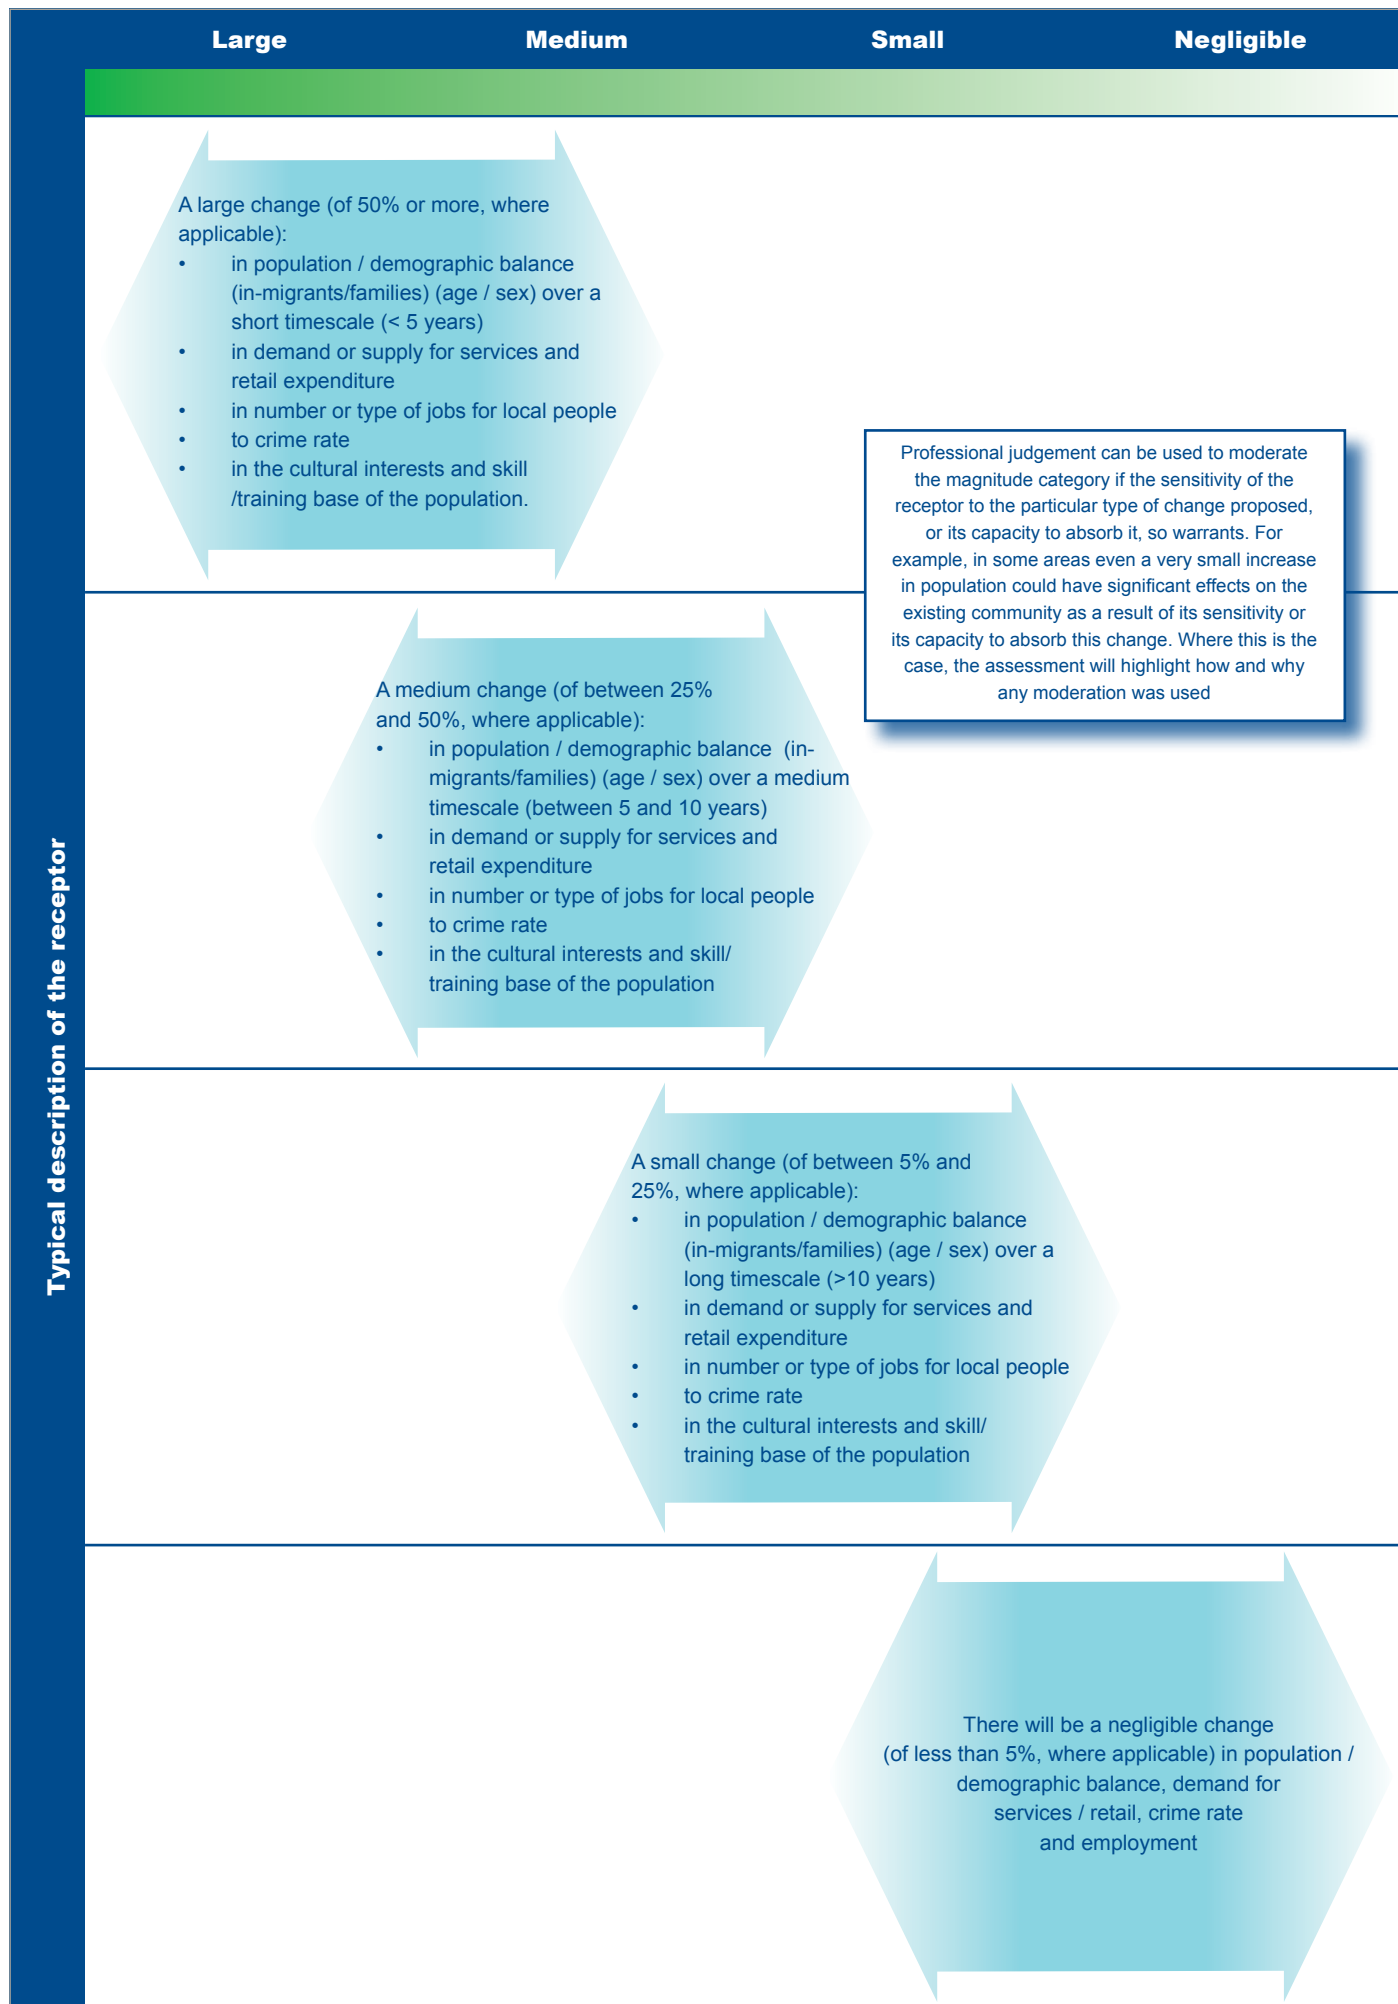 Large Medium Small Negligible
Typical description of the receptor
A large change (of 50% or more, where
applicable):
• in population / demographic balance
(in-migrants/families) (age / sex) over a
short timescale (< 5 years)
• in demand or supply for services and
retail expenditure
• in number or type of jobs for local people
• to crime rate
• in the cultural interests and skill
/training base of the population.
Professional judgement can be used to moderate
the magnitude category if the sensitivity of the
receptor to the particular type of change proposed,
or its capacity to absorb it, so warrants. For
example, in some areas even a very small increase
in population could have significant effects on the
existing community as a result of its sensitivity or
its capacity to absorb this change. Where this is the
case, the assessment will highlight how and why
any moderation was used
A medium change (of between 25%
and 50%, where applicable):
• in population / demographic balance (in-
migrants/families) (age / sex) over a medium
timescale (between 5 and 10 years)
• in demand or supply for services and
retail expenditure
• in number or type of jobs for local people
• to crime rate
• in the cultural interests and skill/
training base of the population
A small change (of between 5% and
25%, where applicable):
• in population / demographic balance
(in-migrants/families) (age / sex) over a
long timescale (>10 years)
• in demand or supply for services and
retail expenditure
• in number or type of jobs for local people
• to crime rate
• in the cultural interests and skill/
training base of the population
There will be a negligible change
(of less than 5%, where applicable) in population /
demographic balance, demand for
services / retail, crime rate
and employment